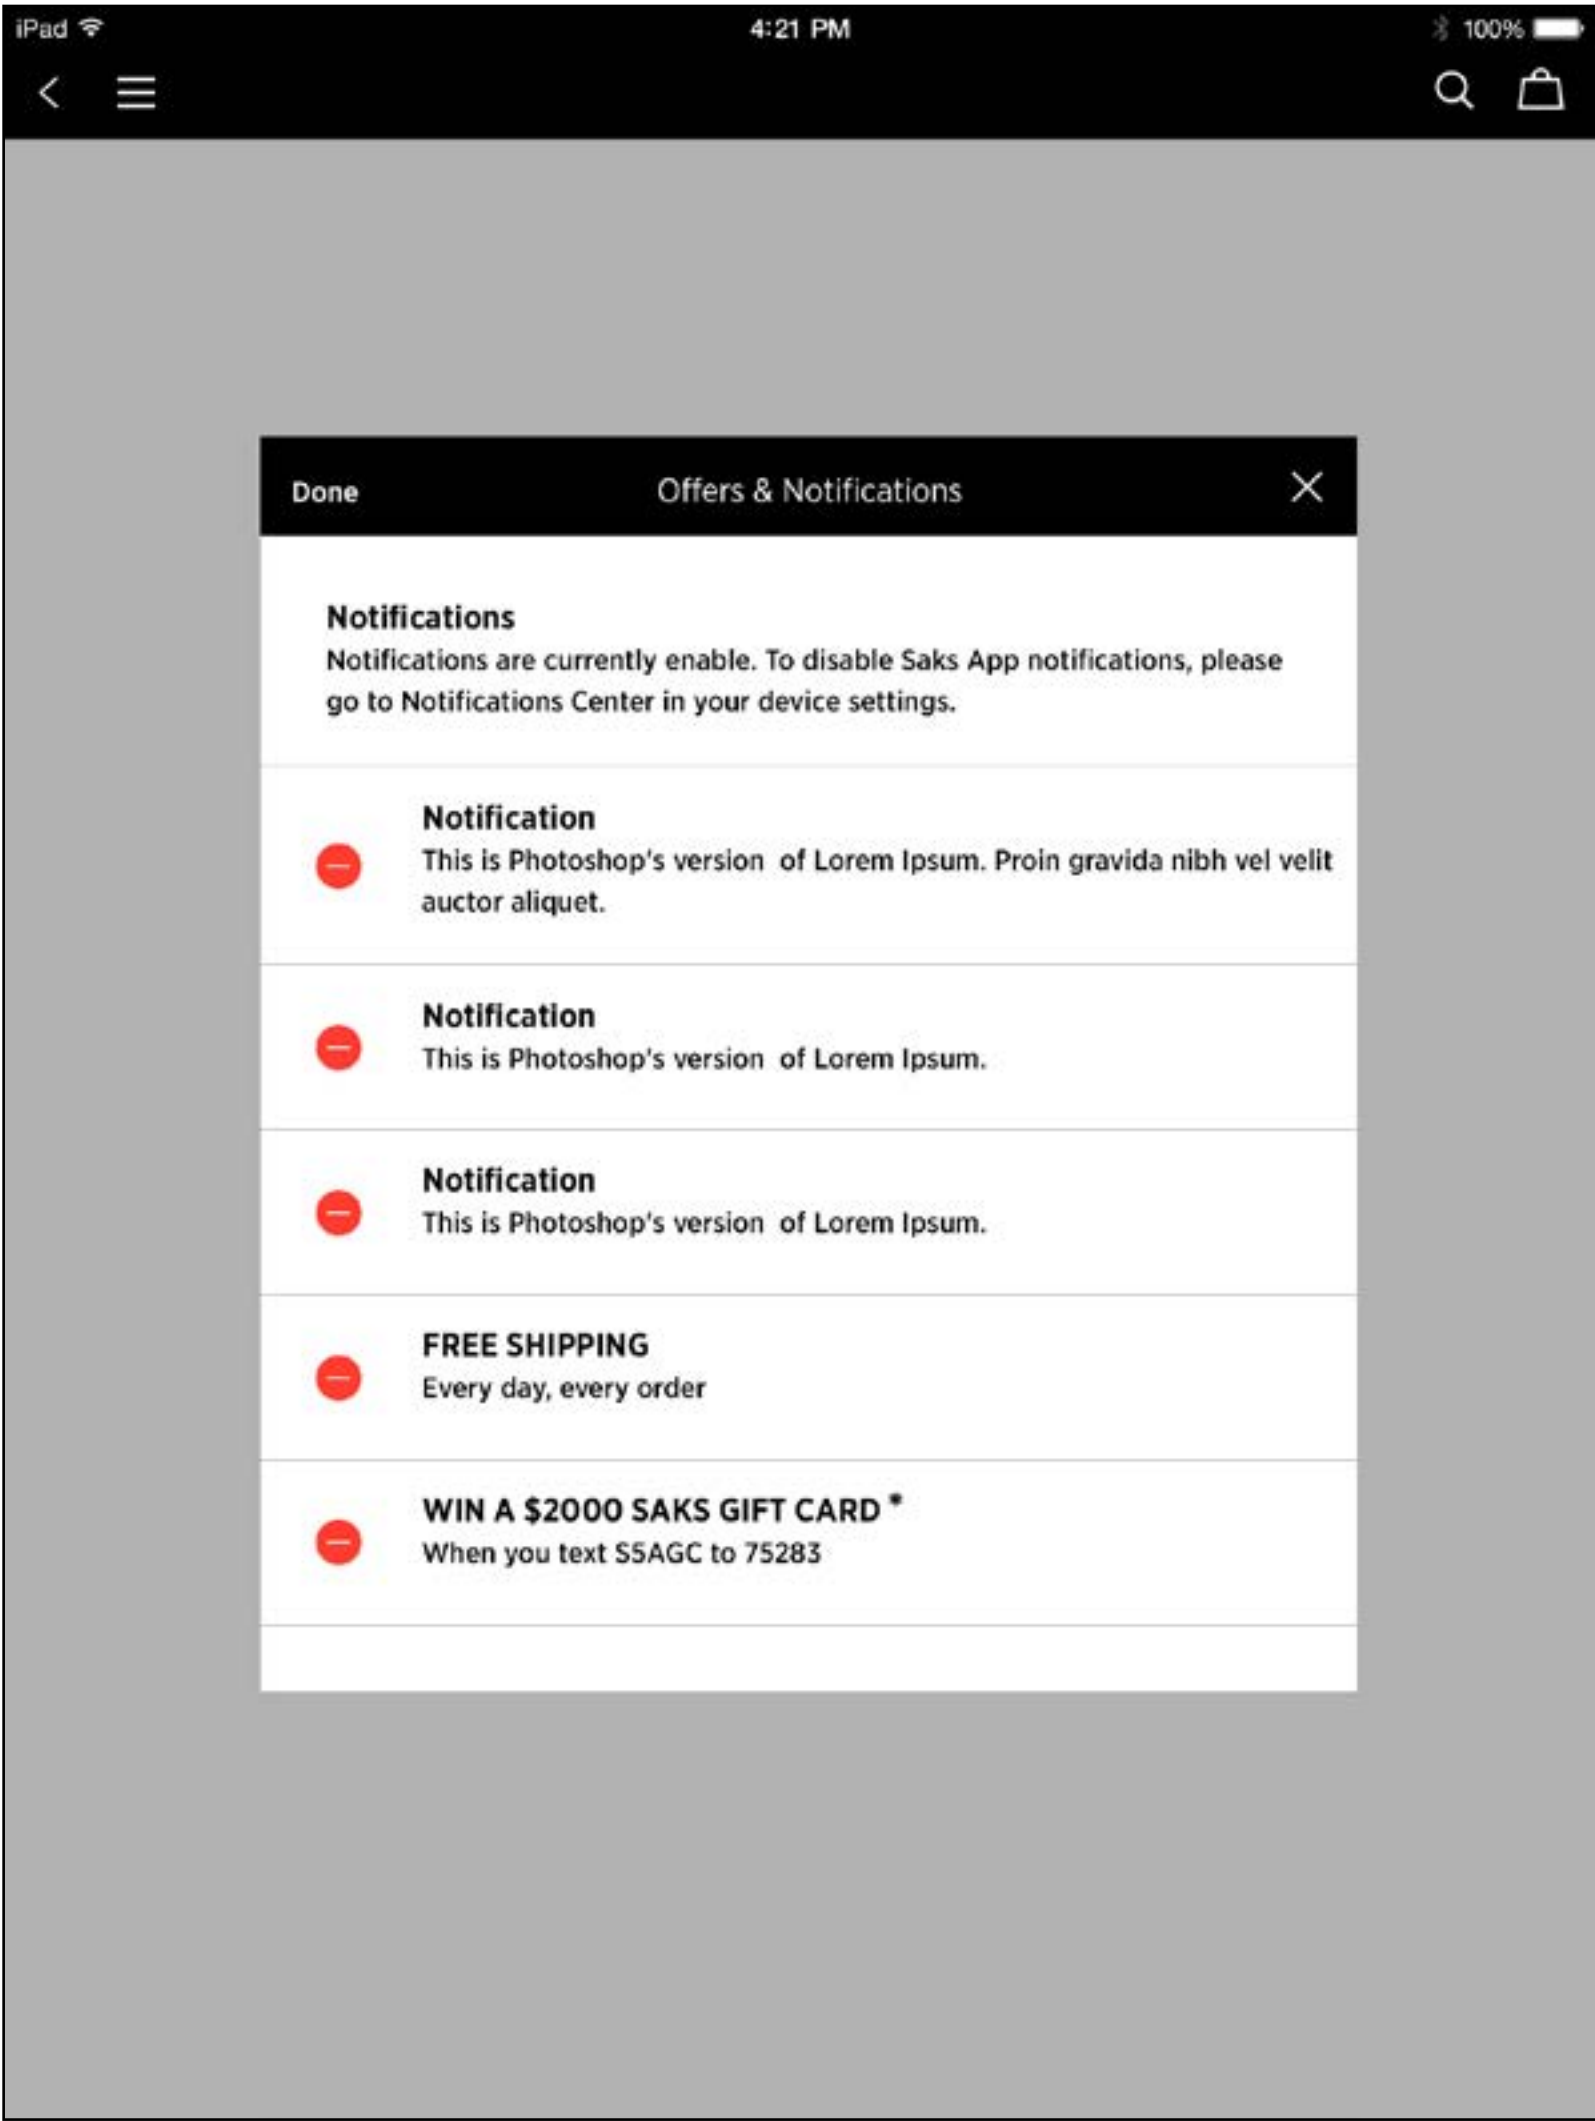 iPad 4:21 PM 100%
Done Offers & Notifications
Notifications
Notifications are currently enable. To disable Saks App notifications, please
go to Notifications Center in your device settings.
Notification
This is Photoshop's version of Lorem Ipsum. Proin gravida nibh vel velit
auctor aliquet.
Notification
This is Photoshop's version of Lorem Ipsum.
Notification
This is Photoshop's version of Lorem Ipsum.
FREE SHIPPING
Every day, every order
WIN A $2000 SAKS GIFT CARD *
When you text S5AGC to 75283